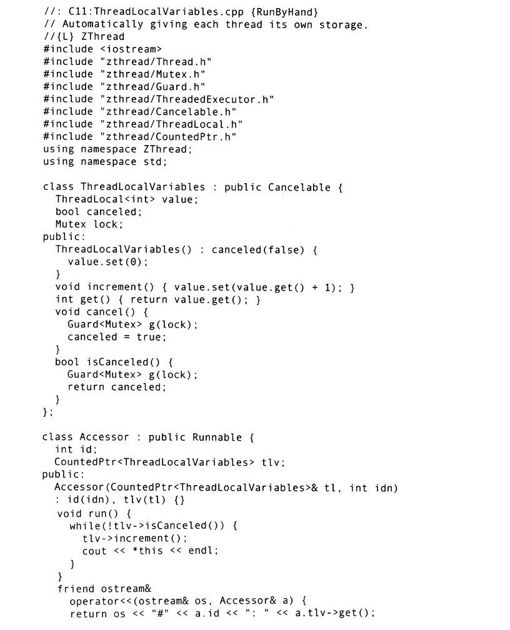 //: C11:ThreadLocalVariables.cpp {RunByHand}
// Automatically giving each thread its own storage.
//{L} ZThread
#include <iostream>
#include "zthread/Thread.h"
#include "zthread/Mutex.h"
#include "zthread/Guard.h"
#include "zthread/ThreadedExecutor.h"
#include "zthread/Cancelable.h"
#include "zthread/ThreadLocal.h"
#include "zthread/CountedPtr.h"
using namespace ZThread;
using namespace std;

class ThreadLocalVariables : public Cancelable {
  ThreadLocal<int> value;
  bool canceled;
  Mutex lock;
public:
  ThreadLocalVariables() : canceled(false) {
    value.set(0);
  }
  void increment() { value.set(value.get() + 1); }
  int get() { return value.get(); }
  void cancel() {
    Guard<Mutex> g(lock);
    canceled = true;
  }
  bool isCanceled() {
    Guard<Mutex> g(lock);
    return canceled;
  }
};

class Accessor : public Runnable {
  int id;
  CountedPtr<ThreadLocalVariables> tlv;
public:
  Accessor(CountedPtr<ThreadLocalVariables>& tl, int idn)
  : id(idn), tlv(tl) {}
  void run() {
    while(!tlv->isCanceled()) {
      tlv->increment();
      cout << *this << endl;
    }
  }
  friend ostream&
    operator<<(ostream& os, Accessor& a) {
    return os << "#" << a.id << ": " << a.tlv->get();